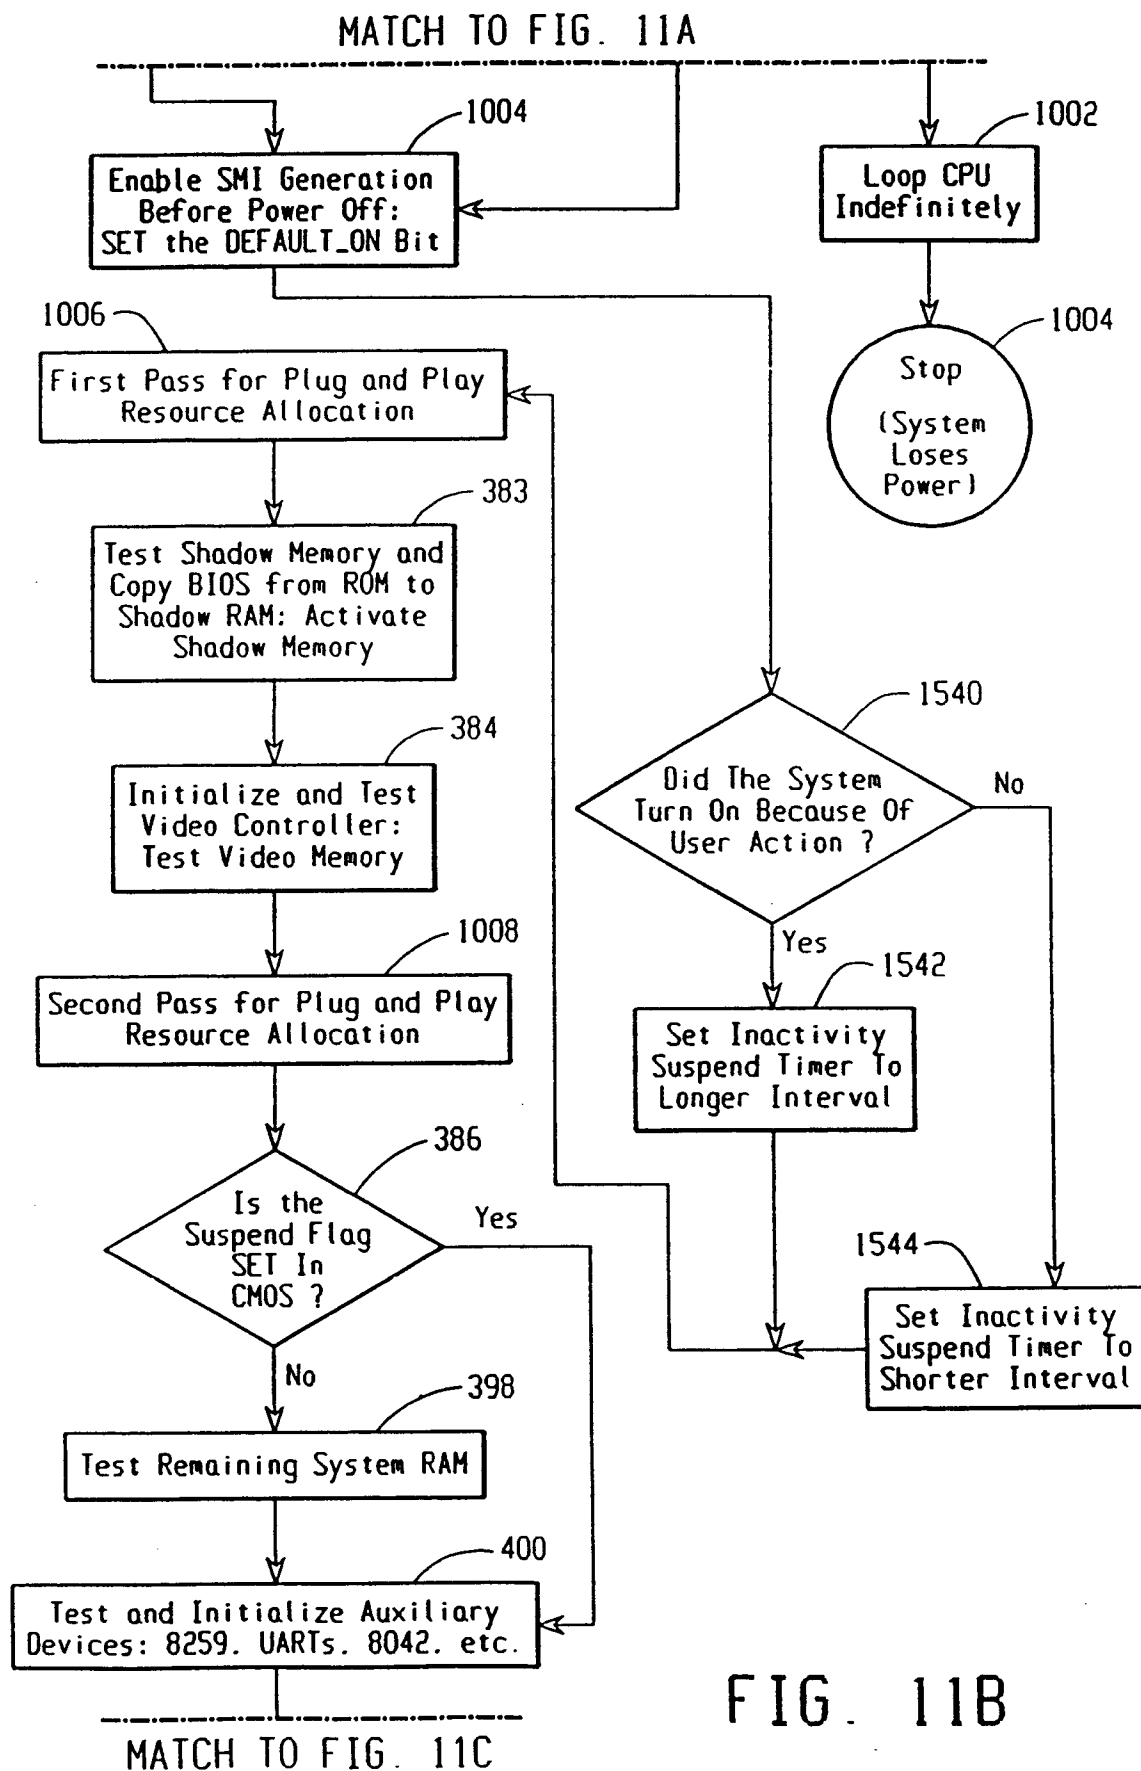 MATCH TO FIG. 11A
1004
1002
Enable SMI Generation
Before Power Off:
SET the DEFAULT_ON Bit
Loop CPU
Indefinitely
1006
1004
First Pass for Plug and Play
Resource Allocation
Stop
(System
Loses
Power)
383
Test Shadow Memory and
Copy BIOS from ROM to
Shadow RAM: Activate
Shadow Memory
1540
384
Did The System
Turn On Because Of
User Action ?
No
Initialize and Test
Video Controller:
Test Video Memory
Yes
1008
1542
Second Pass for Plug and Play
Resource Allocation
Set Inactivity
Suspend Timer To
Longer Interval
386
Is the
Suspend Flag
SET In
CMOS ?
Yes
1544
Set Inactivity
Suspend Timer To
Shorter Interval
No
398
Test Remaining System RAM
400
Test and Initialize Auxiliary
Devices: 8259. UARTs. 8042. etc.
FIG. 11B
MATCH TO FIG. 11C